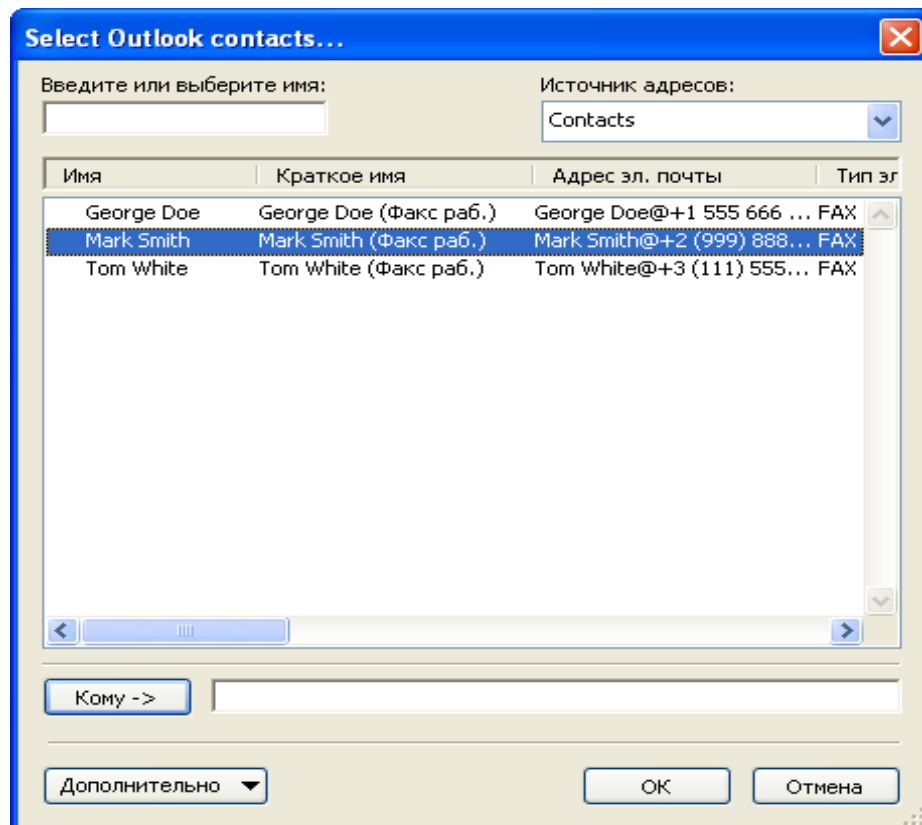 Select Outlook contacts...
Введите или выберите имя: Источник адресов:
Contacts
Имя Краткое имя Адрес эл. почты Тип эл
George Doe George Doe (Факс раб.) George Doe@+1 555 666 ... FAX
Mark Smith Mark Smith (Факс раб.) Mark Smith@+2 (999) 888... FAX
Tom White Tom White (Факс раб.) Tom White@+3 (111) 555... FAX
Кому ->
Дополнительно OK Отмена